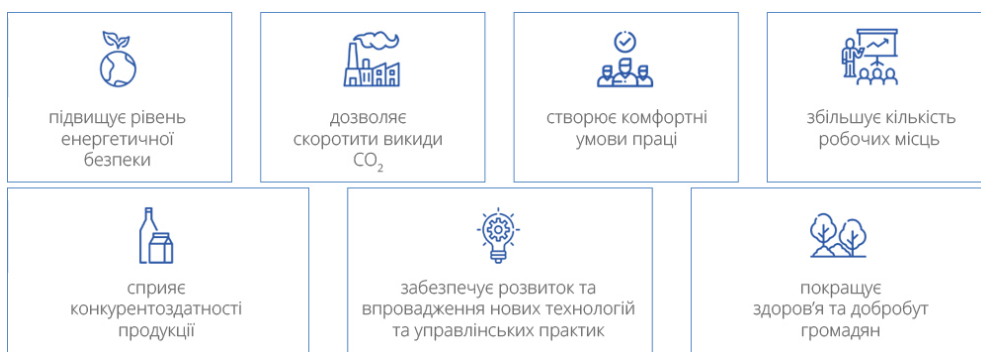 підвищує рівень
енергетичної
безпеки
дозволяє
скоротити викиди
CO₂
створює комфортні
умови праці
збільшує кількість
робочих місць
сприяє
конкурентоздатності
продукції
забезпечує розвиток та
впровадження нових технологій
та управлінських практик
покращує
здоров’я та добробут
громадян